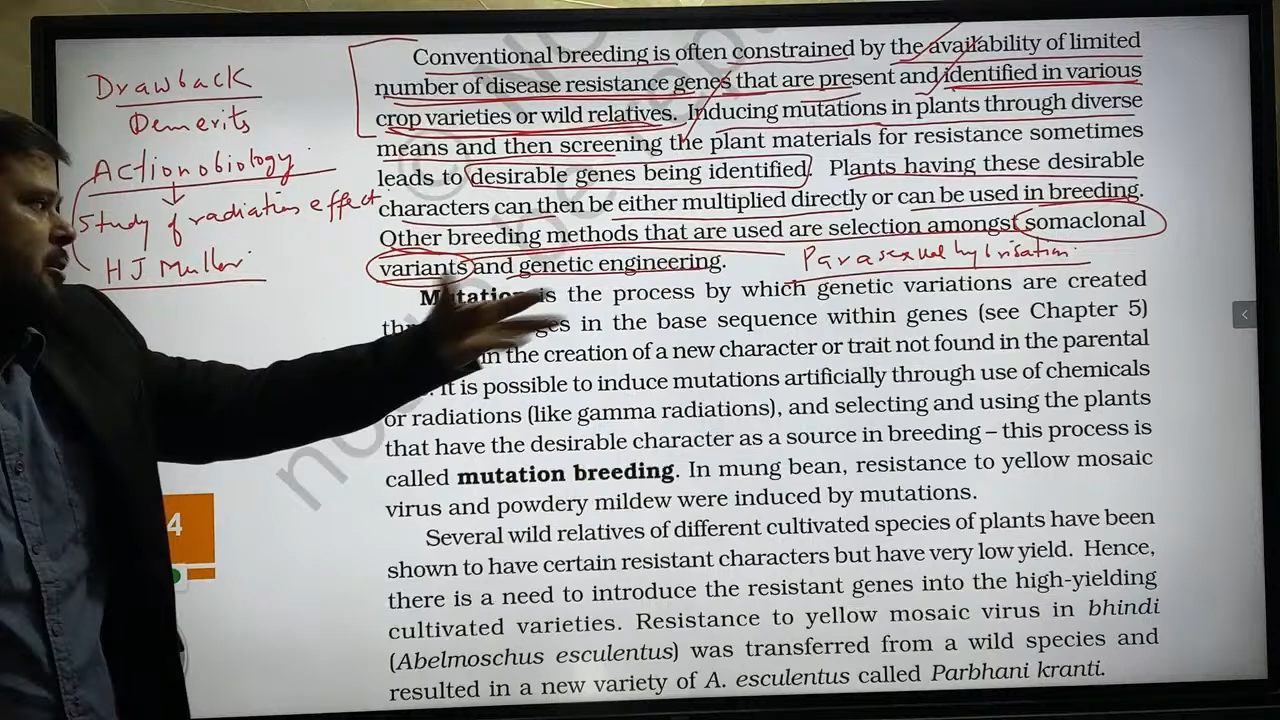 Drawback
Demerits
Actionobiology
Study of radiation effect
H J Muller
Conventional breeding is often constrained by the availability of limited
number of disease resistance genes that are present and identified in various
crop varieties or wild relatives. Inducing mutations in plants through diverse
means and then screening the plant materials for resistance sometimes
leads to desirable genes being identified. Plants having these desirable
characters can then be either multiplied directly or can be used in breeding.
Other breeding methods that are used are selection amongst somaclonal
variants and genetic engineering.
Parasexual hybrisation
Mutation is the process by which genetic variations are created
in the base sequence within genes (see Chapter 5)
in the creation of a new character or trait not found in the parental
It is possible to induce mutations artificially through use of chemicals
or radiations (like gamma radiations), and selecting and using the plants
that have the desirable character as a source in breeding – this process is
called mutation breeding. In mung bean, resistance to yellow mosaic
virus and powdery mildew were induced by mutations.
Several wild relatives of different cultivated species of plants have been
shown to have certain resistant characters but have very low yield. Hence,
there is a need to introduce the resistant genes into the high-yielding
cultivated varieties. Resistance to yellow mosaic virus in bhindi
(Abelmoschus esculentus) was transferred from a wild species and
resulted in a new variety of A. esculentus called Parbhani kranti.
4